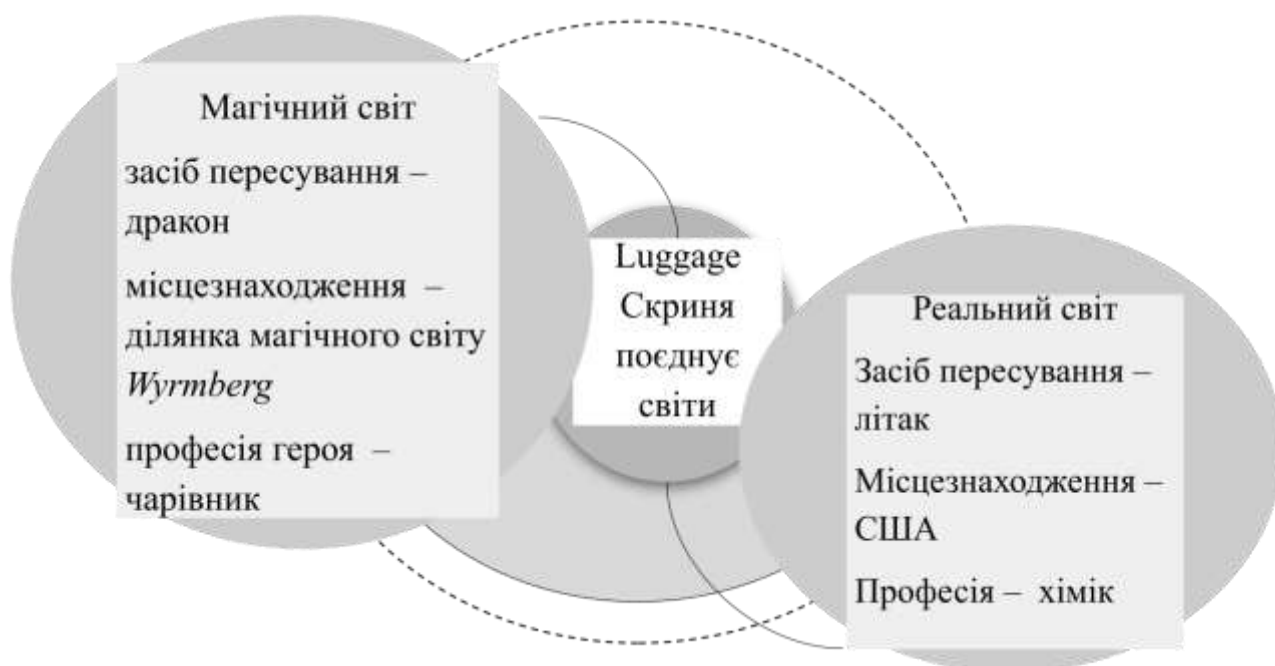 Магічний світ
засіб пересування –
дракон
місцезнаходження –
ділянка магічного світу
Wyrmberg
професія героя –
чарівник
Luggage
Скриня
поєднує
світи
Реальний світ
Засіб пересування –
літак
Місцезнаходження –
США
Професія – хімік